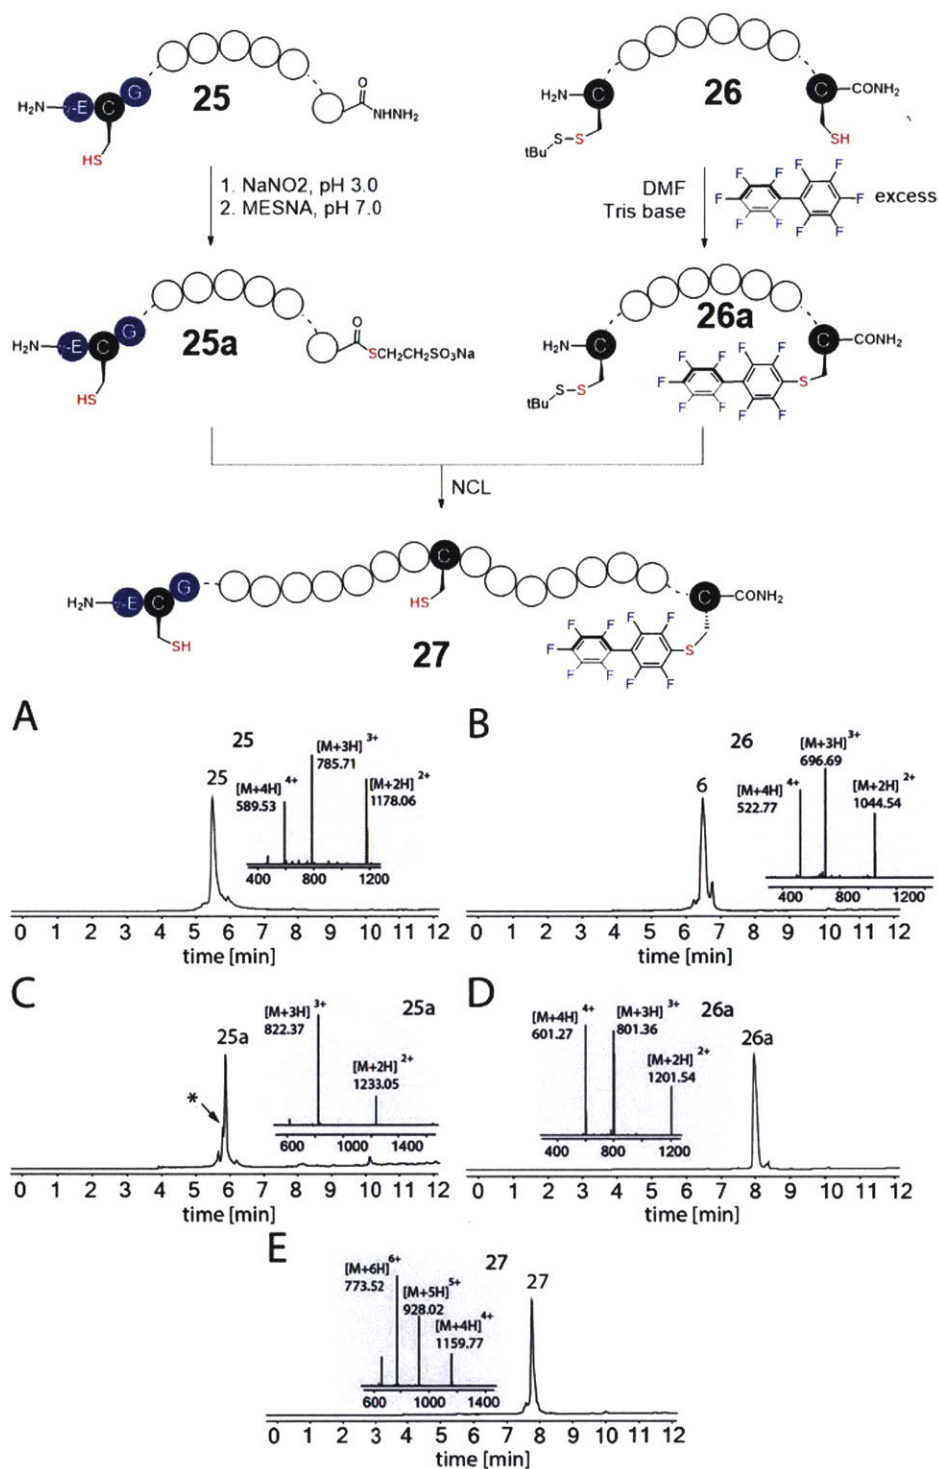 25
26
H₂N
E
C
G
O
NHNH₂
HS
H₂N
C
C
CONH₂
S-S
tBu
SH
1. NaNO2, pH 3.0
2. MESNA, pH 7.0
DMF
Tris base
F F F F F F F F F F
excess
25a
26a
H₂N
-E
C
G
O
SCH₂CH₂SO₃Na
HS
H₂N
C
C
CONH₂
S-S
tBu
F F F F F F F F F
S
NCL
H₂N
-E
C
G
C
C
CONH₂
SH
HS
27
F F F F F F F F F
S
A
25
25
[M+4H] 4+
589.53
[M+3H] 3+
785.71
[M+2H] 2+
1178.06
400 800 1200
0 1 2 3 4 5 6 7 8 9 10 11 12
time [min]
B
26
6
[M+4H] 4+
522.77
[M+3H] 3+
696.69
[M+2H] 2+
1044.54
400 800 1200
0 1 2 3 4 5 6 7 8 9 10 11 12
time [min]
C
25a
25a
*
[M+3H] 3+
822.37
[M+2H] 2+
1233.05
600 1000 1400
0 1 2 3 4 5 6 7 8 9 10 11 12
time [min]
D
26a
26a
[M+4H] 4+
601.27
[M+3H] 3+
801.36
[M+2H] 2+
1201.54
400 800 1200
0 1 2 3 4 5 6 7 8 9 10 11 12
time [min]
E
27
27
[M+6H] 6+
773.52
[M+5H] 5+
928.02
[M+4H] 4+
1159.77
600 1000 1400
0 1 2 3 4 5 6 7 8 9 10 11 12
time [min]